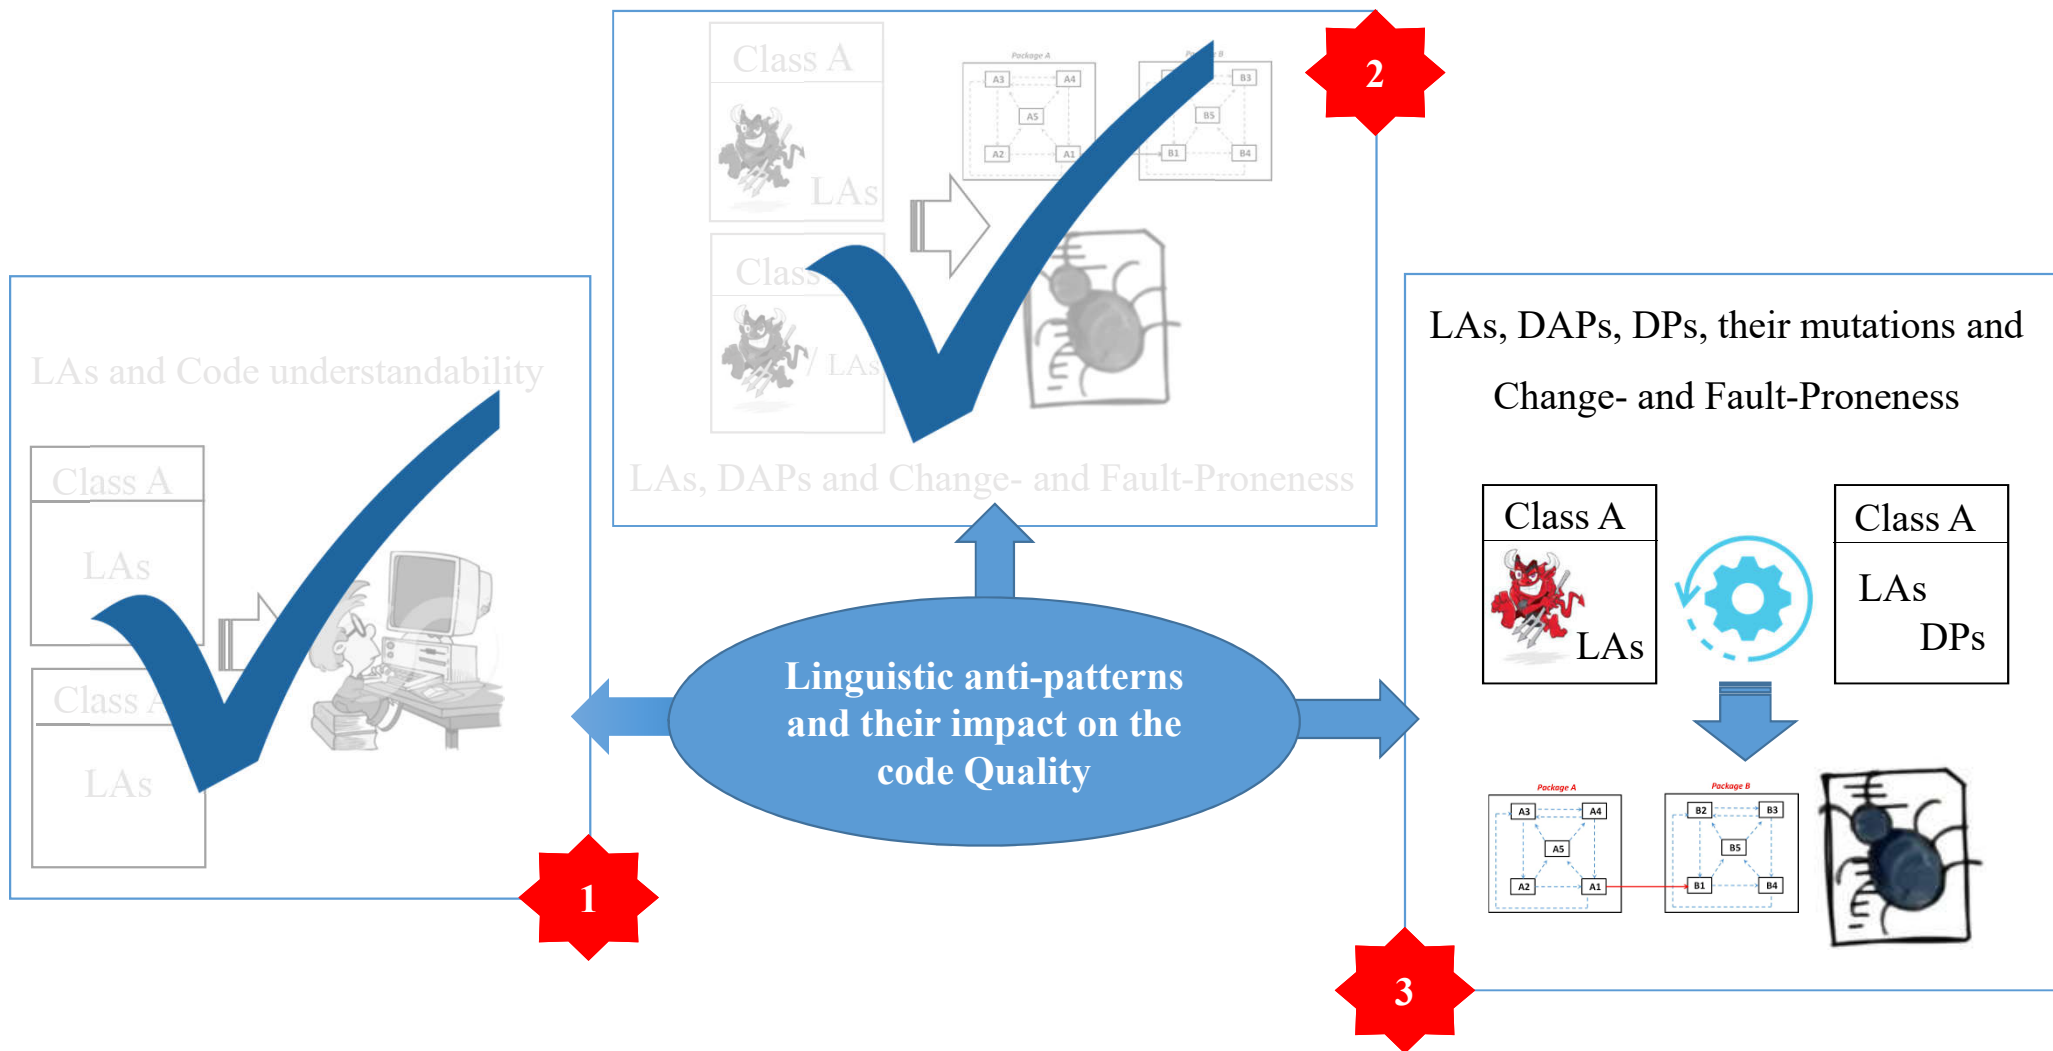 LAs and Code understandability
Class A
LAs
Class A
LAs
1
Class A
LAs
Class
/ LAs
Package A
A3
A4
A5
A2
A1
B3
B5
B1
B4
LAs, DAPs and Change- and Fault-Proneness
2
Linguistic anti-patterns
and their impact on the
code Quality
LAs, DAPs, DPs, their mutations and
Change- and Fault-Proneness
Class A
LAs
Class A
LAs
DPs
Package A
A3
A4
A5
A2
A1
Package B
B2
B3
B5
B1
B4
3